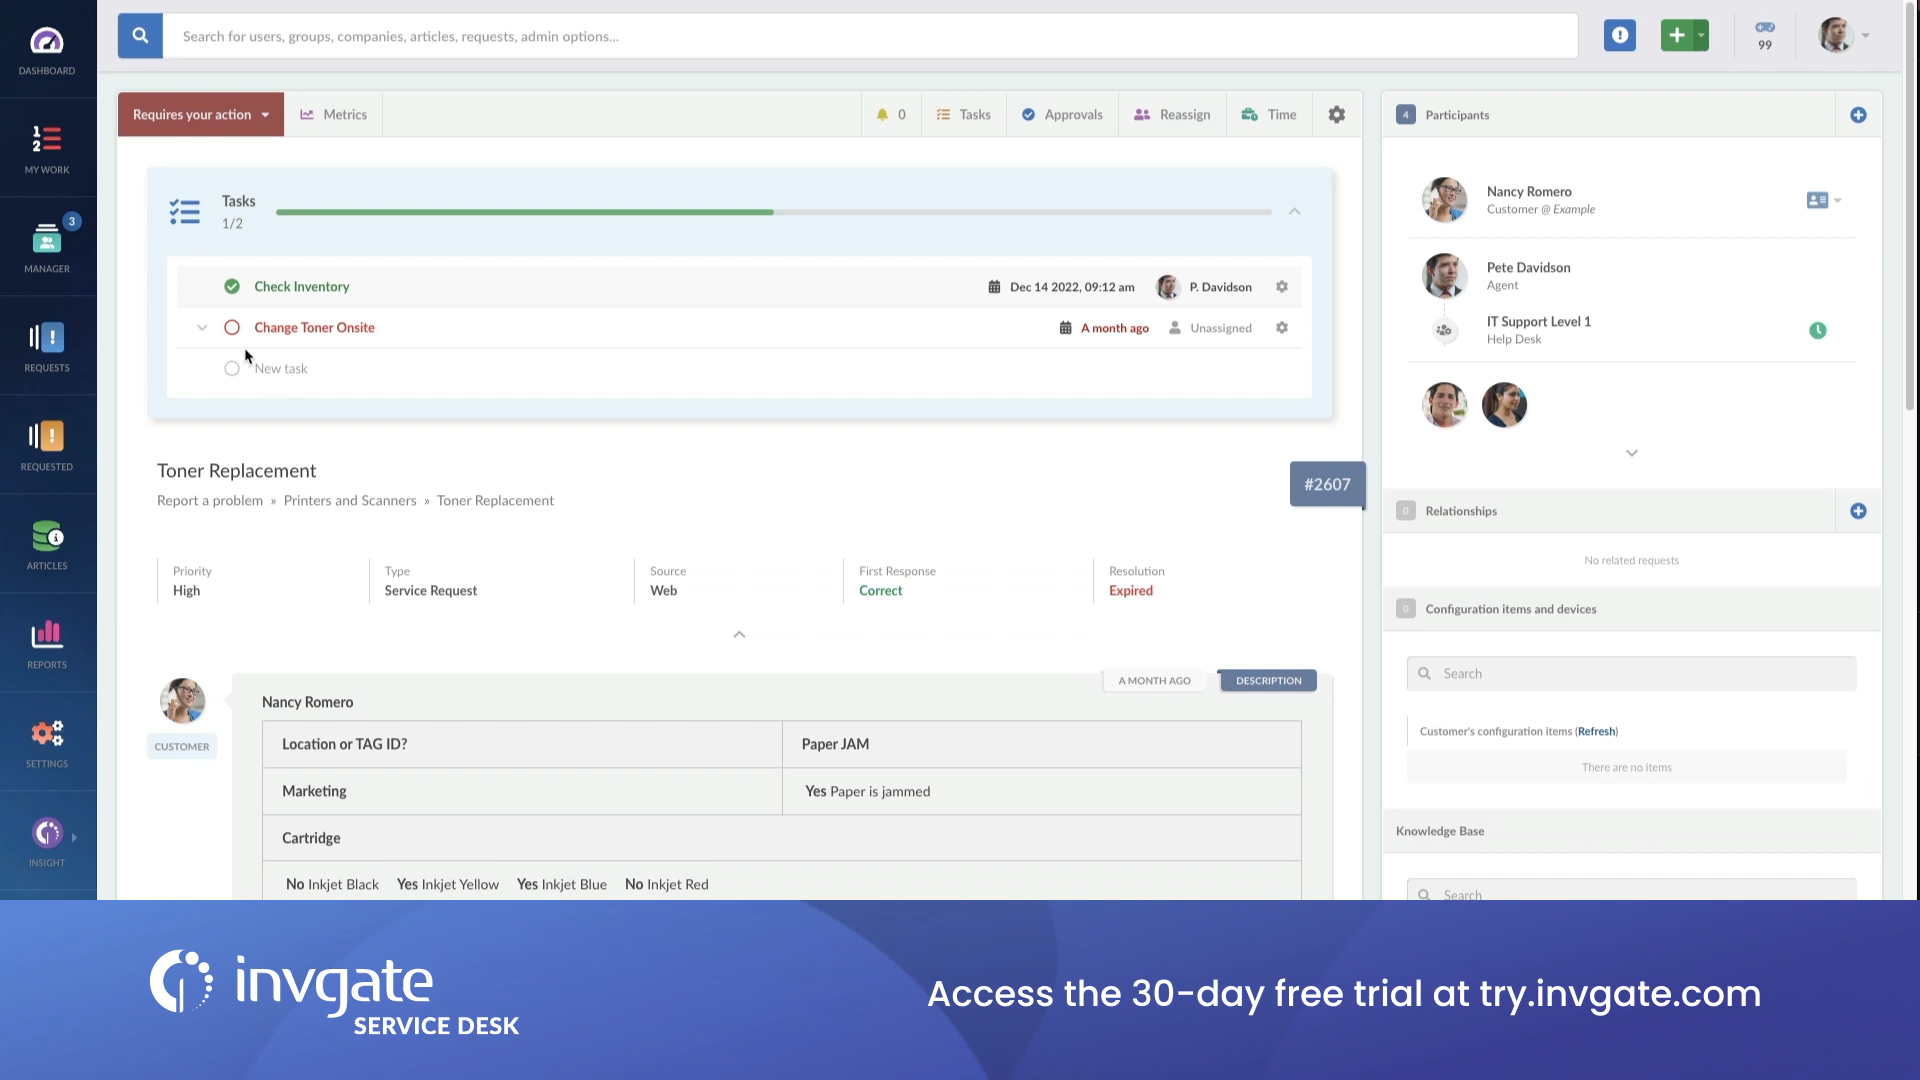 DASHBOARD
1
2
MY WORK
3
MANAGER
REQUESTS
REQUESTED
ARTICLES
REPORTS
SETTINGS
INSIGHT
Search for users, groups, companies, articles, requests, admin options...
99
Requires your action
Metrics
0
Tasks
Approvals
Reassign
Time
Tasks
1/2
Check Inventory
Dec 14 2022, 09:12 am
P. Davidson
Change Toner Onsite
A month ago
Unassigned
New task
Toner Replacement
#2607
Report a problem » Printers and Scanners » Toner Replacement
Priority
High
Type
Service Request
Source
Web
First Response
Correct
Resolution
Expired
A MONTH AGO
DESCRIPTION
CUSTOMER
Nancy Romero
Location or TAG ID?
Paper JAM
Marketing
Yes Paper is jammed
Cartridge
No Inkjet Black Yes Inkjet Yellow Yes Inkjet Blue No Inkjet Red
4 Participants
Nancy Romero
Customer @ Example
Pete Davidson
Agent
IT Support Level 1
Help Desk
0 Relationships
No related requests
0 Configuration items and devices
Search
Customer's configuration items (Refresh)
There are no items
Knowledge Base
Search
invgate
SERVICE DESK
Access the 30-day free trial at try.invgate.com